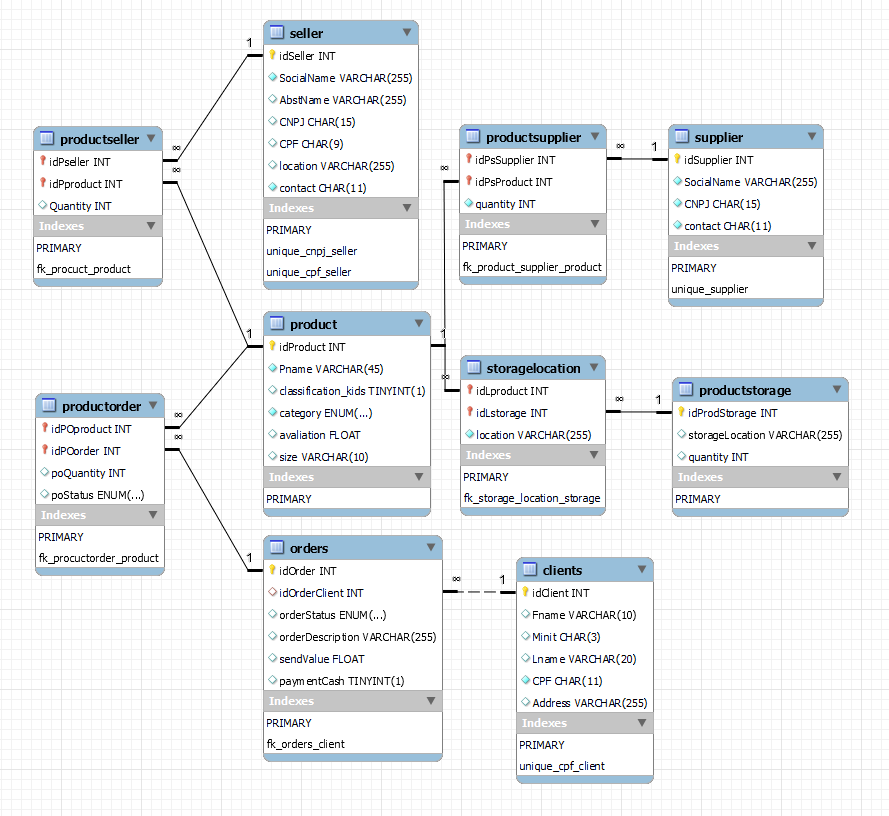 seller
idSeller INT
SocialName VARCHAR(255)
AbstName VARCHAR(255)
CNPJ CHAR(15)
CPF CHAR(9)
location VARCHAR(255)
contact CHAR(11)
Indexes
PRIMARY
unique_cnpj_seller
unique_cpf_seller
1
∞
∞
1
productseller
idPseller INT
idPproduct INT
Quantity INT
Indexes
PRIMARY
fk_procuct_product
productsupplier
idPsSupplier INT
idPsProduct INT
quantity INT
Indexes
PRIMARY
fk_product_supplier_product
∞
∞
1
supplier
idSupplier INT
SocialName VARCHAR(255)
CNPJ CHAR(15)
contact CHAR(11)
Indexes
PRIMARY
unique_supplier
product
idProduct INT
Pname VARCHAR(45)
classification_kids TINYINT(1)
category ENUM(...)
avaliation FLOAT
size VARCHAR(10)
Indexes
PRIMARY
1
∞
storagelocation
idLproduct INT
idLstorage INT
location VARCHAR(255)
Indexes
PRIMARY
fk_storage_location_storage
∞
1
productstorage
idProdStorage INT
storageLocation VARCHAR(255)
quantity INT
Indexes
PRIMARY
productorder
idPOproduct INT
idPOorder INT
poQuantity INT
poStatus ENUM(...)
Indexes
PRIMARY
fk_procuctorder_product
∞
∞
1
orders
idOrder INT
idOrderClient INT
orderStatus ENUM(...)
orderDescription VARCHAR(255)
sendValue FLOAT
paymentCash TINYINT(1)
Indexes
PRIMARY
fk_orders_client
∞
1
clients
idClient INT
Fname VARCHAR(10)
Minit CHAR(3)
Lname VARCHAR(20)
CPF CHAR(11)
Address VARCHAR(255)
Indexes
PRIMARY
unique_cpf_client